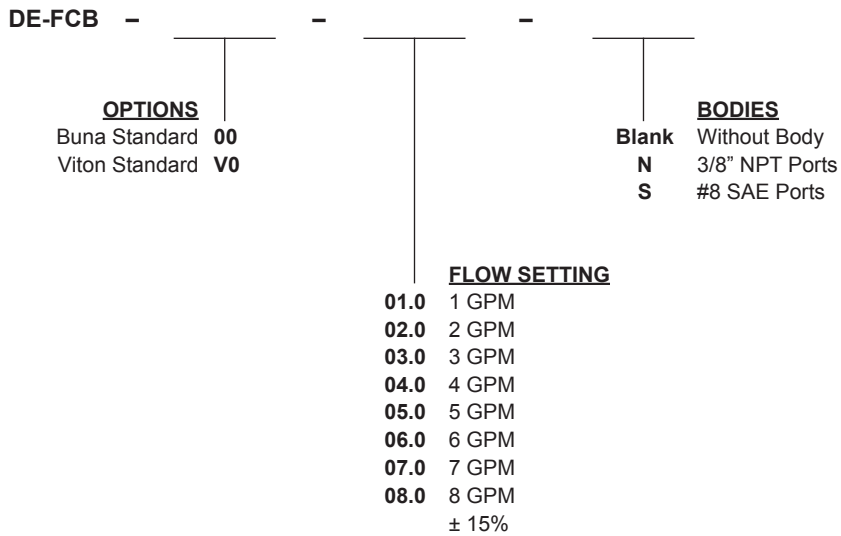 DE-FCB – – –
OPTIONS
Buna Standard 00
Viton Standard V0
BODIES
Blank Without Body
N 3/8” NPT Ports
S #8 SAE Ports
FLOW SETTING
01.0 1 GPM
02.0 2 GPM
03.0 3 GPM
04.0 4 GPM
05.0 5 GPM
06.0 6 GPM
07.0 7 GPM
08.0 8 GPM
± 15%